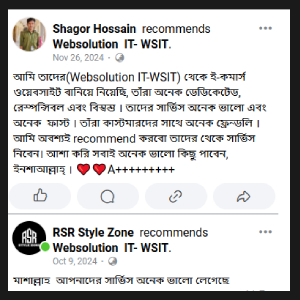 Shagor Hossain recommends
Websolution IT- WSIT.
Nov 26, 2024
আমি তাদের(Websolution IT-WSIT) থেকে ই-কমার্স
ওয়েবসাইট বানিয়ে নিয়েছি, তাঁরা অনেক ডেডিকেটেড,
রেস্পন্সিবল এবং বিশ্বস্ত । তাদের সার্ভিস অনেক ভালো এবং
অনেক ফাস্ট । তাঁরা কাস্টমারদের সাথে অনেক ফ্রেন্ডলি ।
আমি অবশ্যই recommend করবো তাদের থেকে সার্ভিস
নিবেন। আশা করি সবাই অনেক ভালো কিছু পাবেন,
ইনশাআল্লাহ্‌ । ❤️❤️A+++++++++
RSR
RSR Style Zone recommends
Websolution IT- WSIT.
Oct 9, 2024
মাশাল্লাহ আপনাদের সার্ভিস অনেক ভালো লেগেছে